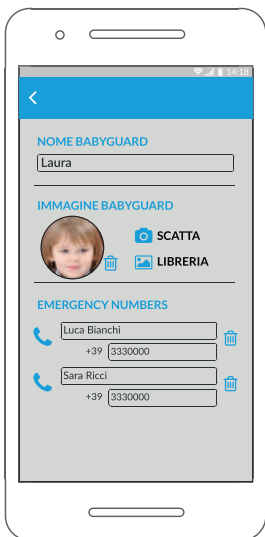 14:18
NOME BABYGUARD
Laura
IMMAGINE BABYGUARD
SCATTA
LIBRERIA
EMERGENCY NUMBERS
Luca Bianchi
+39 3330000
Sara Ricci
+39 3330000